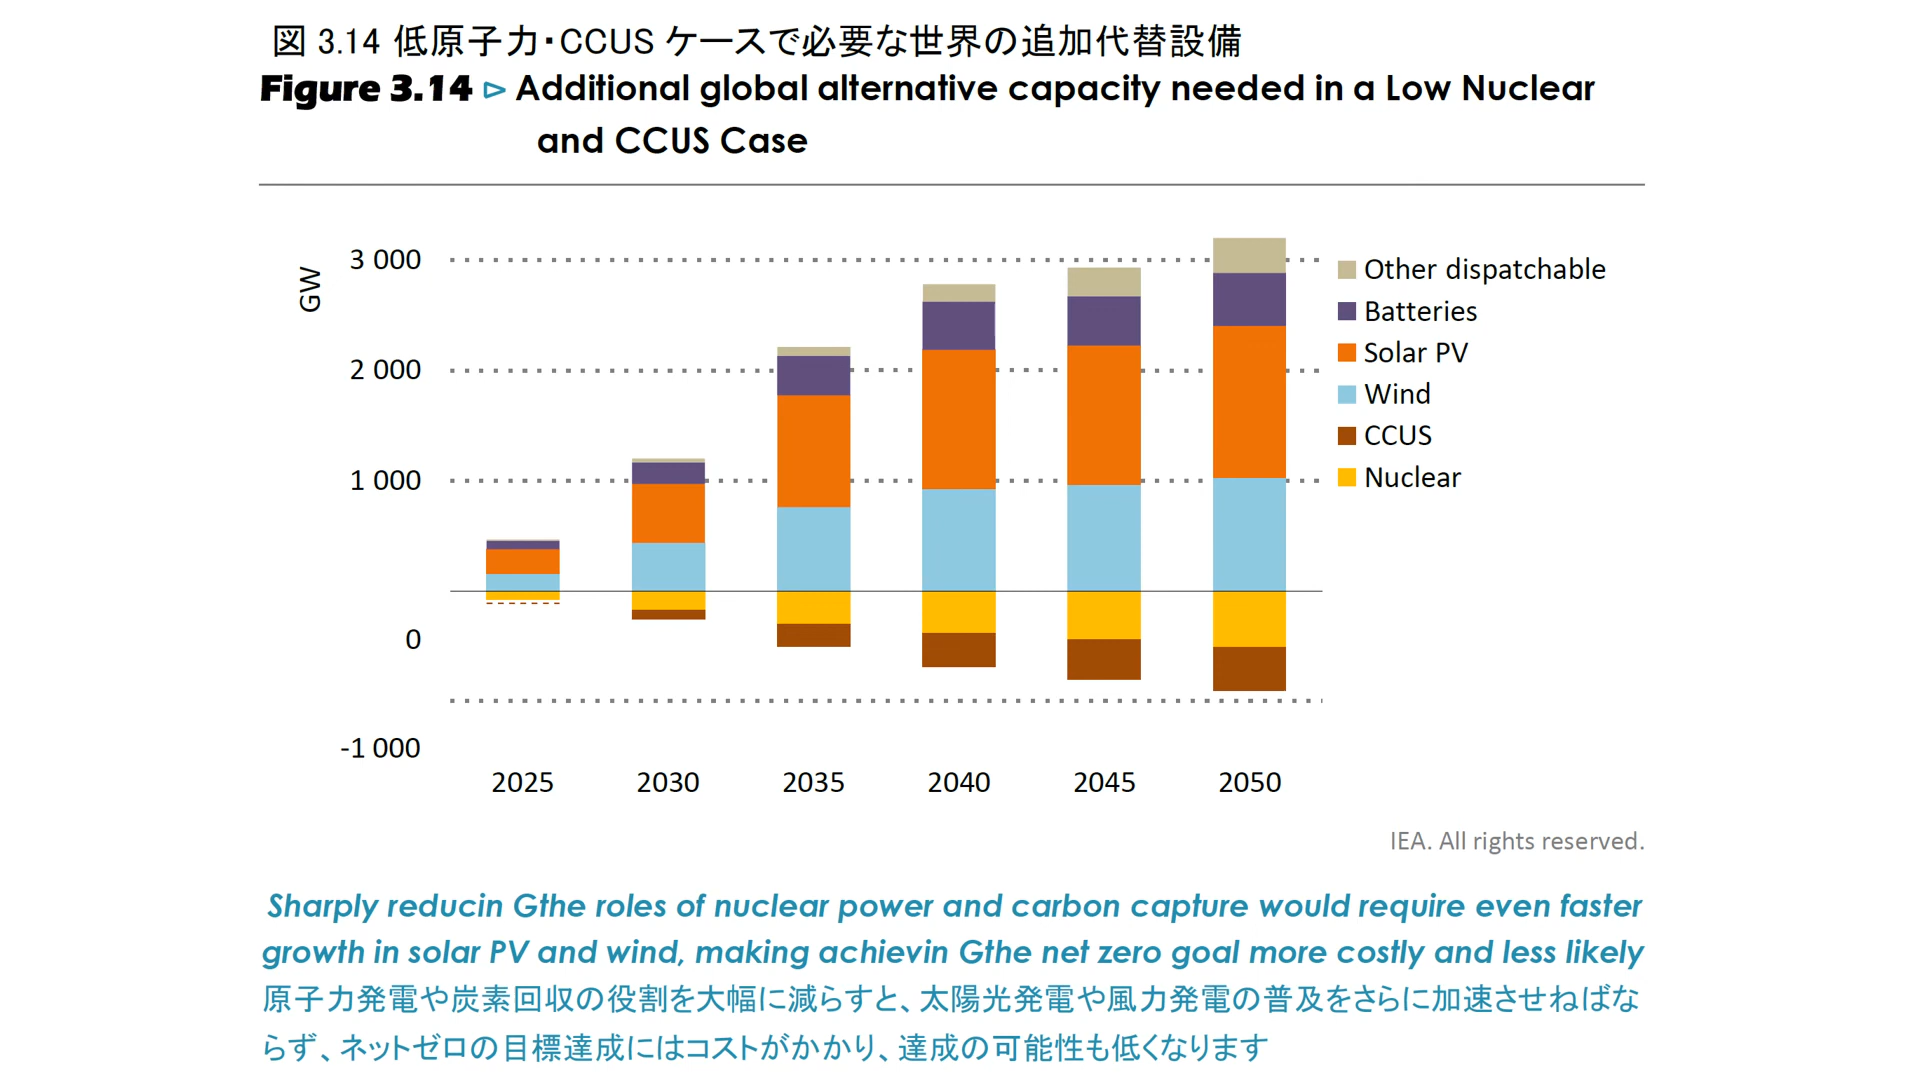 図 3.14 低原子力・CCUS ケースで必要な世界の追加代替設備
Figure 3.14 ▷ Additional global alternative capacity needed in a Low Nuclear
and CCUS Case
GW
3 000
2 000
1 000
0
-1 000
2025 2030 2035 2040 2045 2050
Other dispatchable
Batteries
Solar PV
Wind
CCUS
Nuclear
IEA. All rights reserved.
Sharply reducin Gthe roles of nuclear power and carbon capture would require even faster
growth in solar PV and wind, making achievin Gthe net zero goal more costly and less likely
原子力発電や炭素回収の役割を大幅に減らすと、太陽光発電や風力発電の普及をさらに加速させねばな
らず、ネットゼロの目標達成にはコストがかかり、達成の可能性も低くなります